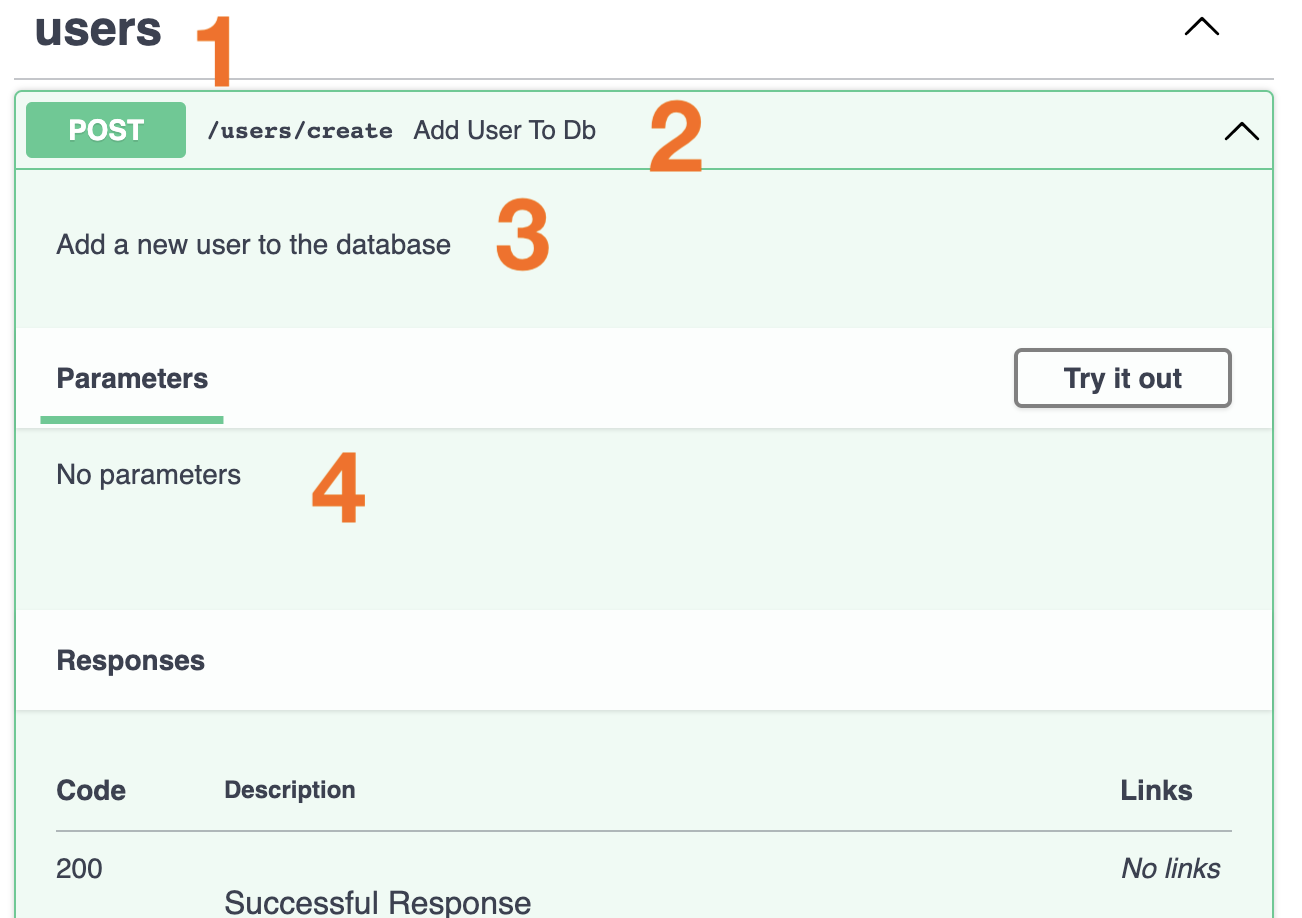 users 1
POST /users/create Add User To Db 2
Add a new user to the database 3
Parameters Try it out
No parameters 4
Responses
Code Description Links
200 No links
Successful Response